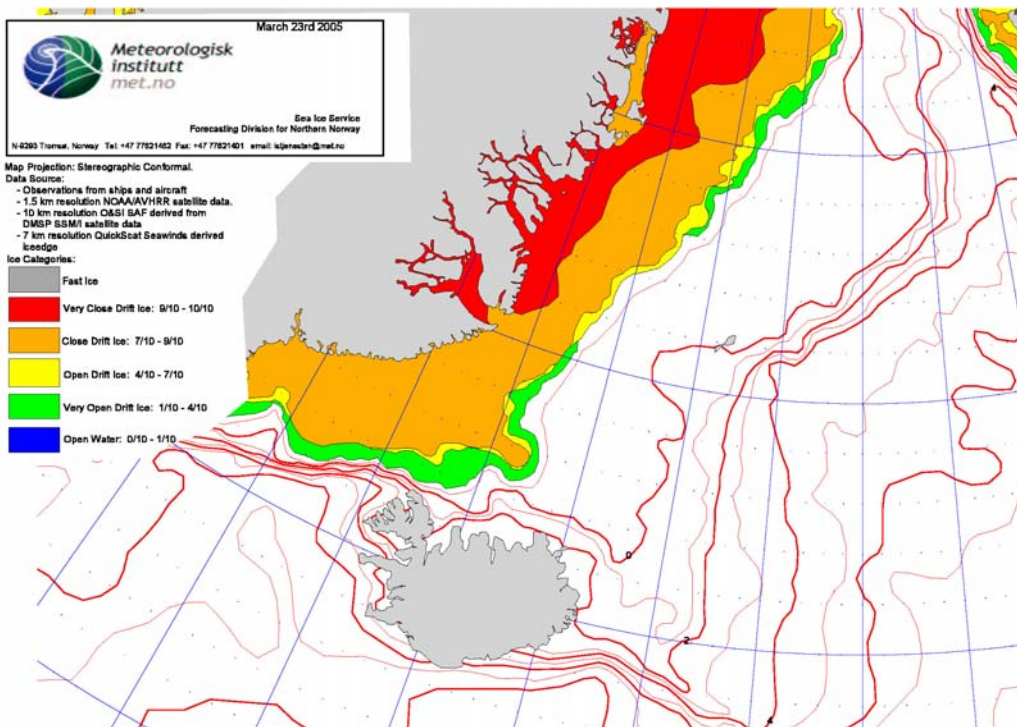 March 23rd 2005
Meteorologisk
institutt
met.no
Sea Ice Service
Forecasting Division for Northern Norway
N-9293 Tromsø, Norway Tel: +47 77621462 Fax: +47 77621401 email: istjenesten@met.no
Map Projection: Stereographic Conformal.
Data Source:
- Observations from ships and aircraft
- 1.5 km resolution NOAA/AVHRR satellite data.
- 10 km resolution O&SI SAF derived from
DMSP SSM/I satellite data
- 7 km resolution QuickScat Seawinds derived
iceedge
Ice Categories:
Fast Ice
Very Close Drift Ice: 9/10 - 10/10
Close Drift Ice: 7/10 - 9/10
Open Drift Ice: 4/10 - 7/10
Very Open Drift Ice: 1/10 - 4/10
Open Water: 0/10 - 1/10
4
0
2
4